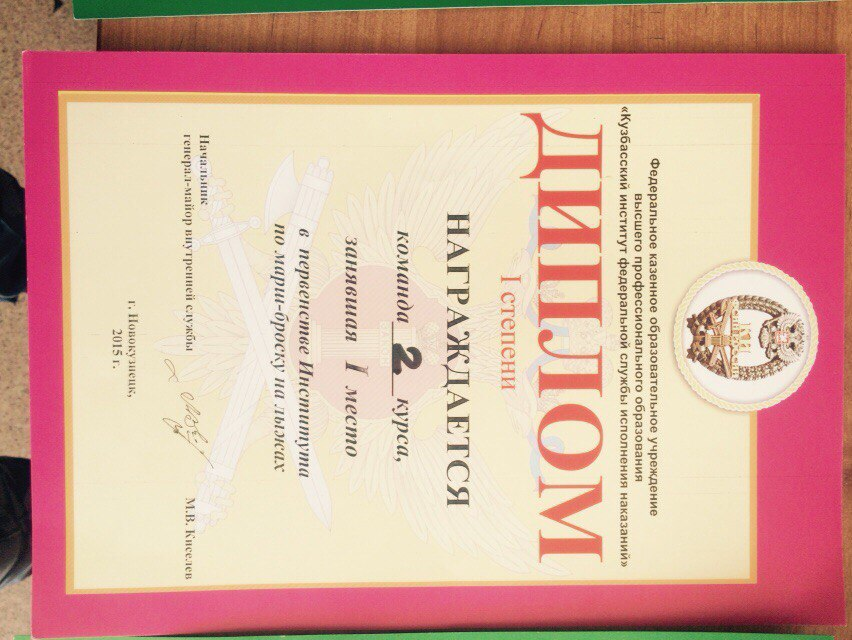 Федеральное казенное образовательное учреждение
высшего профессионального образования
«Кузбасский институт федеральной службы исполнения наказаний»
ДИПЛОМ
I степени
НАГРАЖДАЕТСЯ
команда 2 курса,
занявшая I место
в первенстве Института
по марш-броску на лыжах
Начальник
генерал-майор внутренней службы М.В. Киселев
г. Новокузнецк,
2015 г.